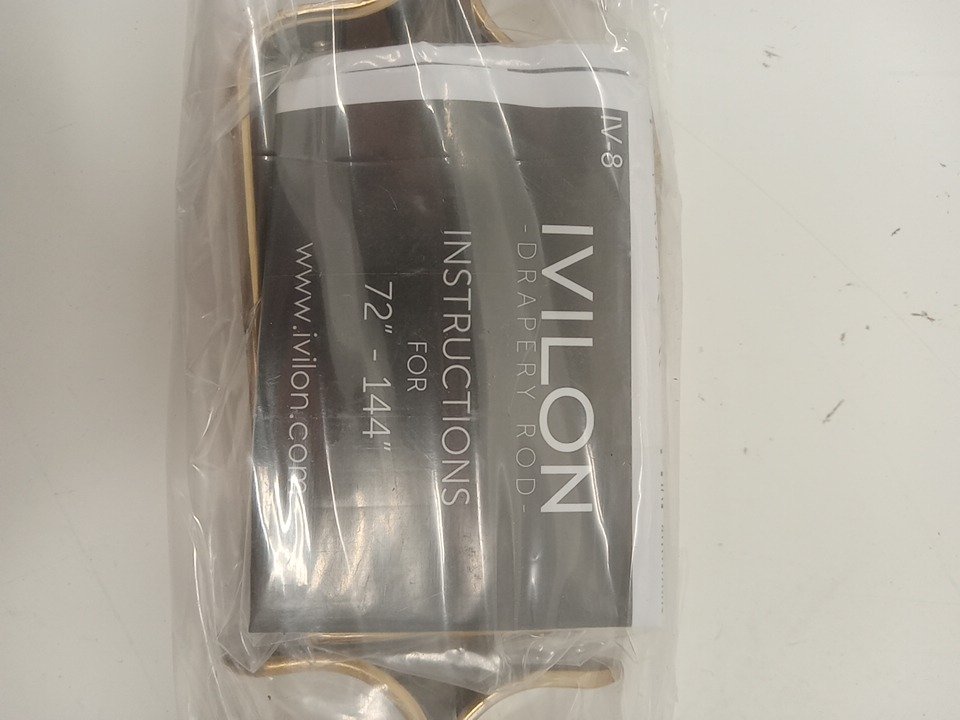 IV-8
IVILON
-DRAPERY ROD-
INSTRUCTIONS
FOR
72" - 144"
www.ivilon.com